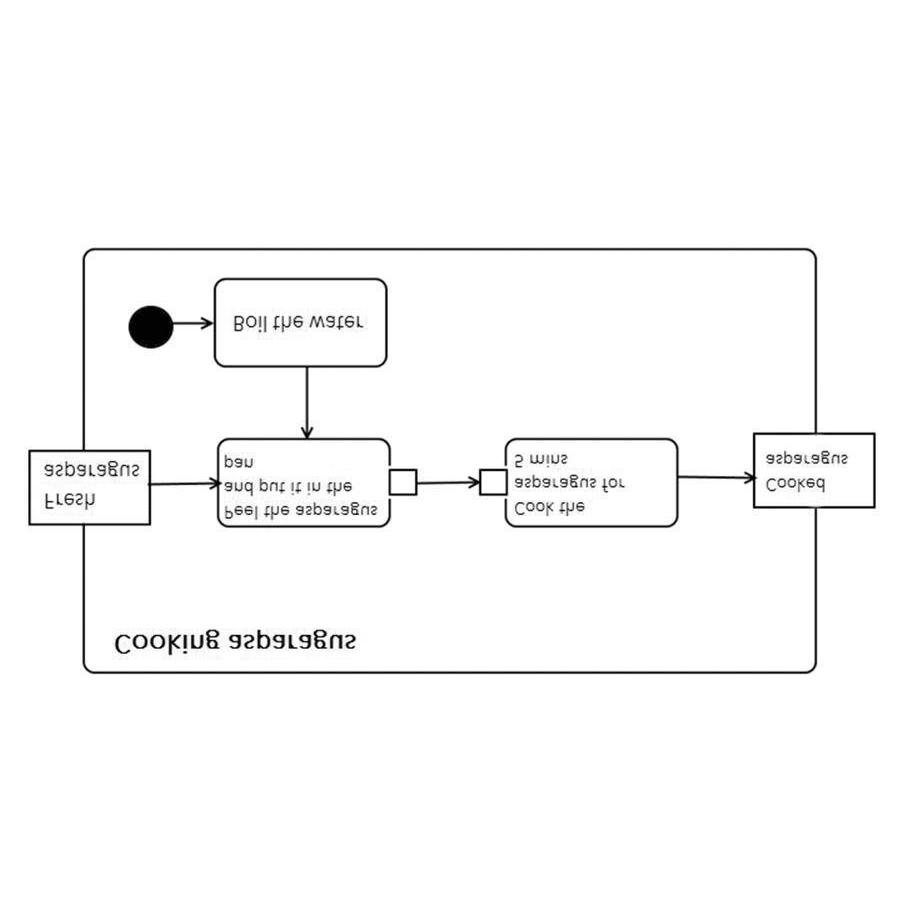 Cooking asparagus
Fresh
asparagus
Peel the asparagus
and put it in the
pan
Cook the
asparagus for
5 mins
Cooked
asparagus
Boil the water